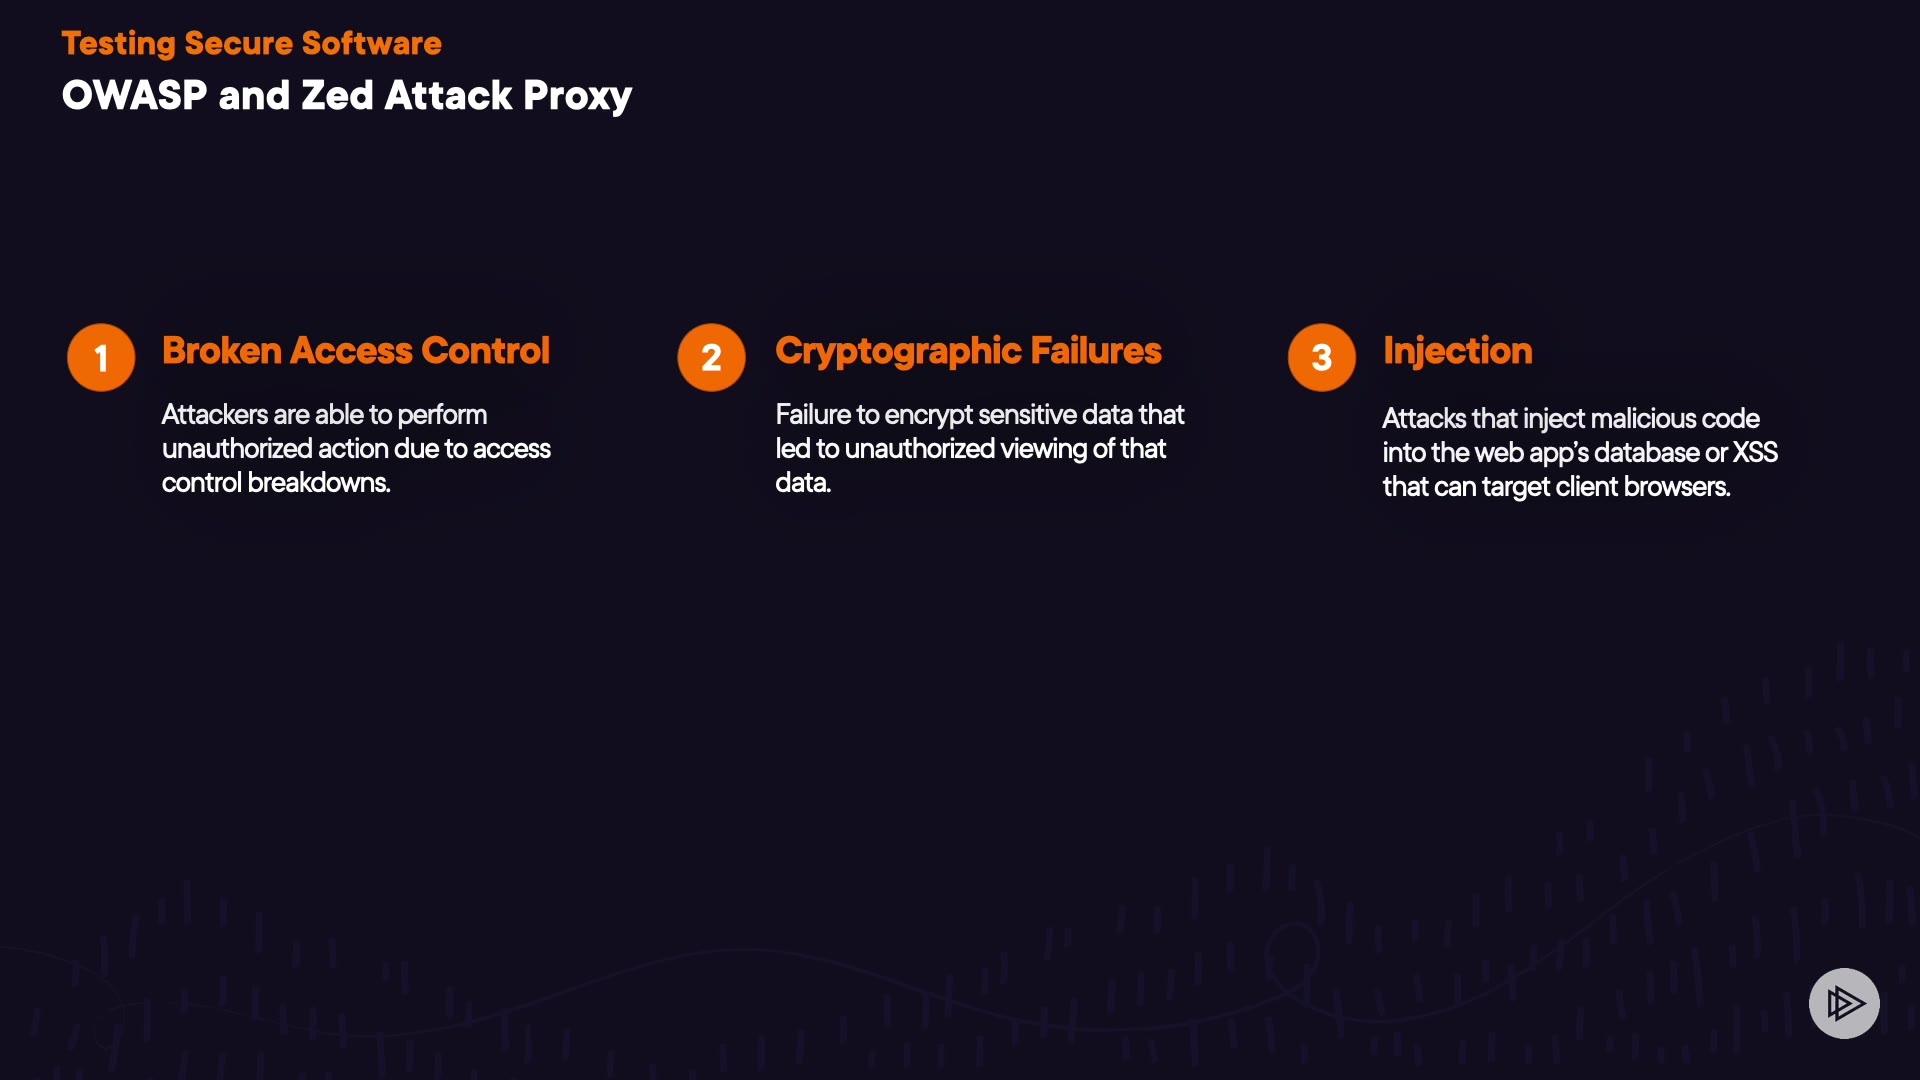 Testing Secure Software
OWASP and Zed Attack Proxy
1
Broken Access Control
Attackers are able to perform
unauthorized action due to access
control breakdowns.
2
Cryptographic Failures
Failure to encrypt sensitive data that
led to unauthorized viewing of that
data.
3
Injection
Attacks that inject malicious code
into the web app’s database or XSS
that can target client browsers.